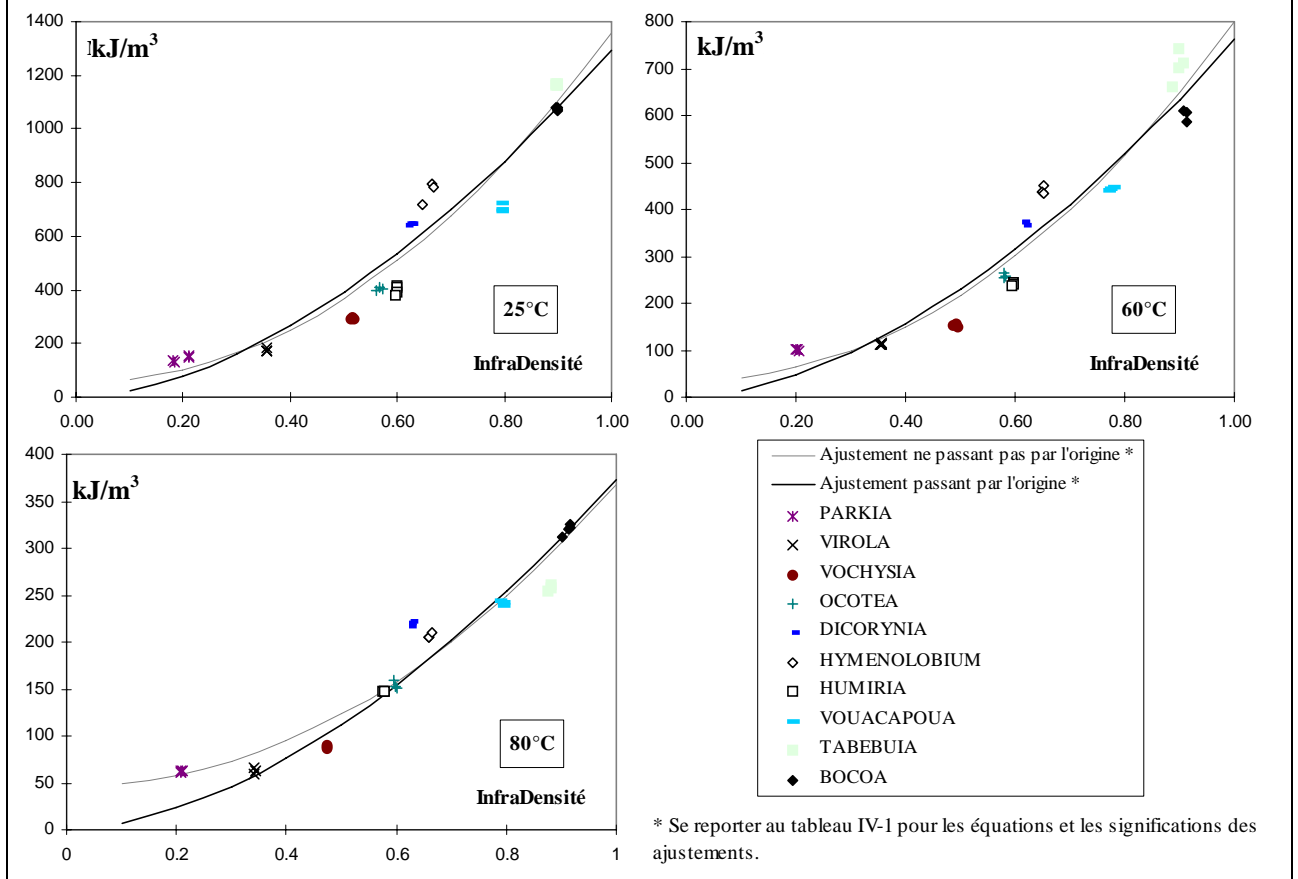 1400
kJ/m³
1200
1000
800
600
400
200
0
0.00
0.20
0.40
0.60
0.80
1.00
25°C
InfraDensité
800
kJ/m³
700
600
500
400
300
200
100
0
0.00
0.20
0.40
0.60
0.80
1.00
60°C
InfraDensité
400
kJ/m³
350
300
250
200
150
100
50
0
0
0.2
0.4
0.6
0.8
1
80°C
InfraDensité
Ajustement ne passant pas par l'origine *
Ajustement passant par l'origine *
PARKIA
VIROLA
VOCHYSIA
OCOTEA
DICORYNIA
HYMENOLOBIUM
HUMIRIA
VOUACAPOUA
TABEBUIA
BOCOA
* Se reporter au tableau IV-1 pour les équations et les significations des
ajustements.